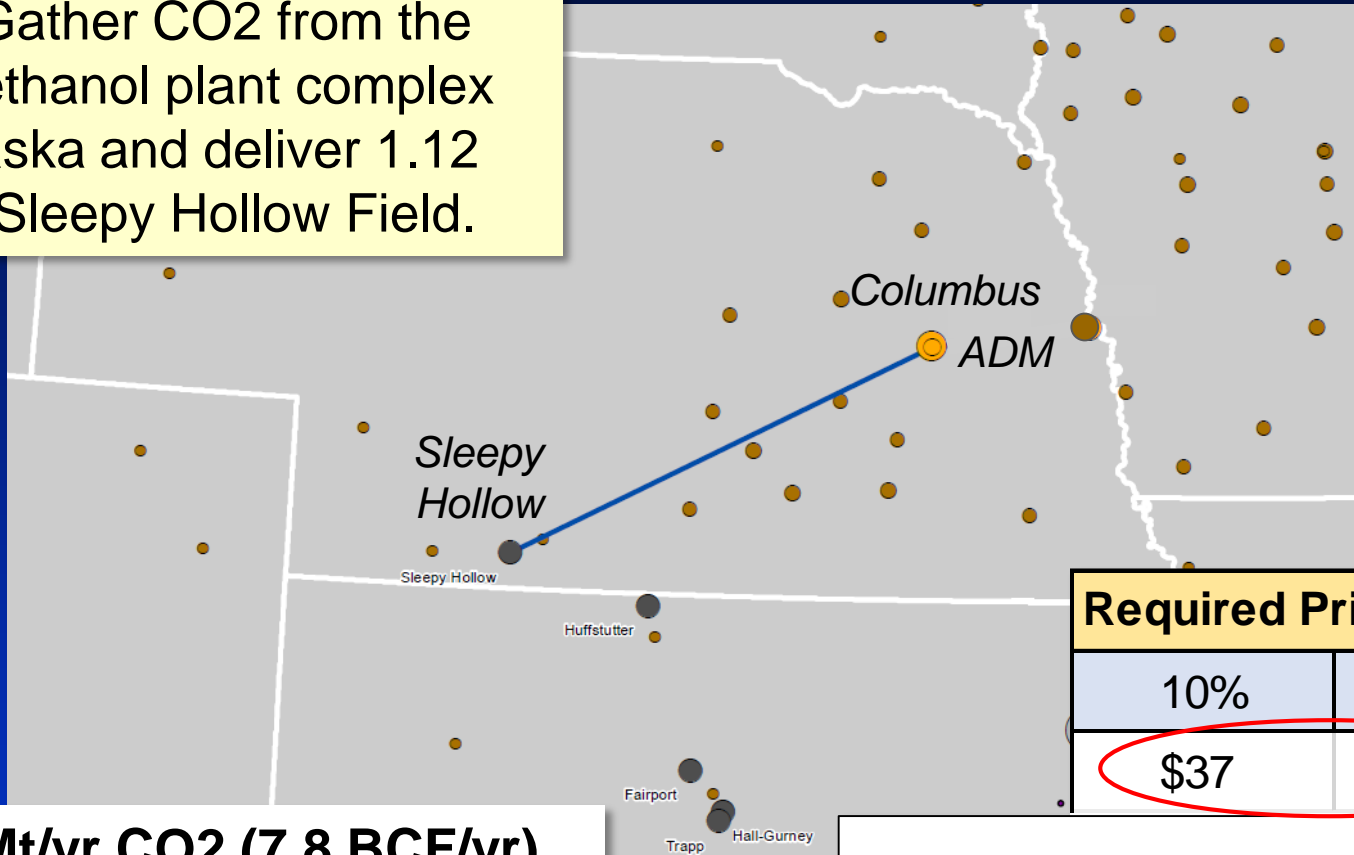 Gather CO2 from the
ethanol plant complex
aska and deliver 1.12
Sleepy Hollow Field.
Columbus
ADM
Sleepy
Hollow
Sleepy Hollow
Huffstutter
Required Pri
10%
$37
Fairport
Hall-Gurney
Trapp
Mt/yr CO2 (7.8 BCF/yr)